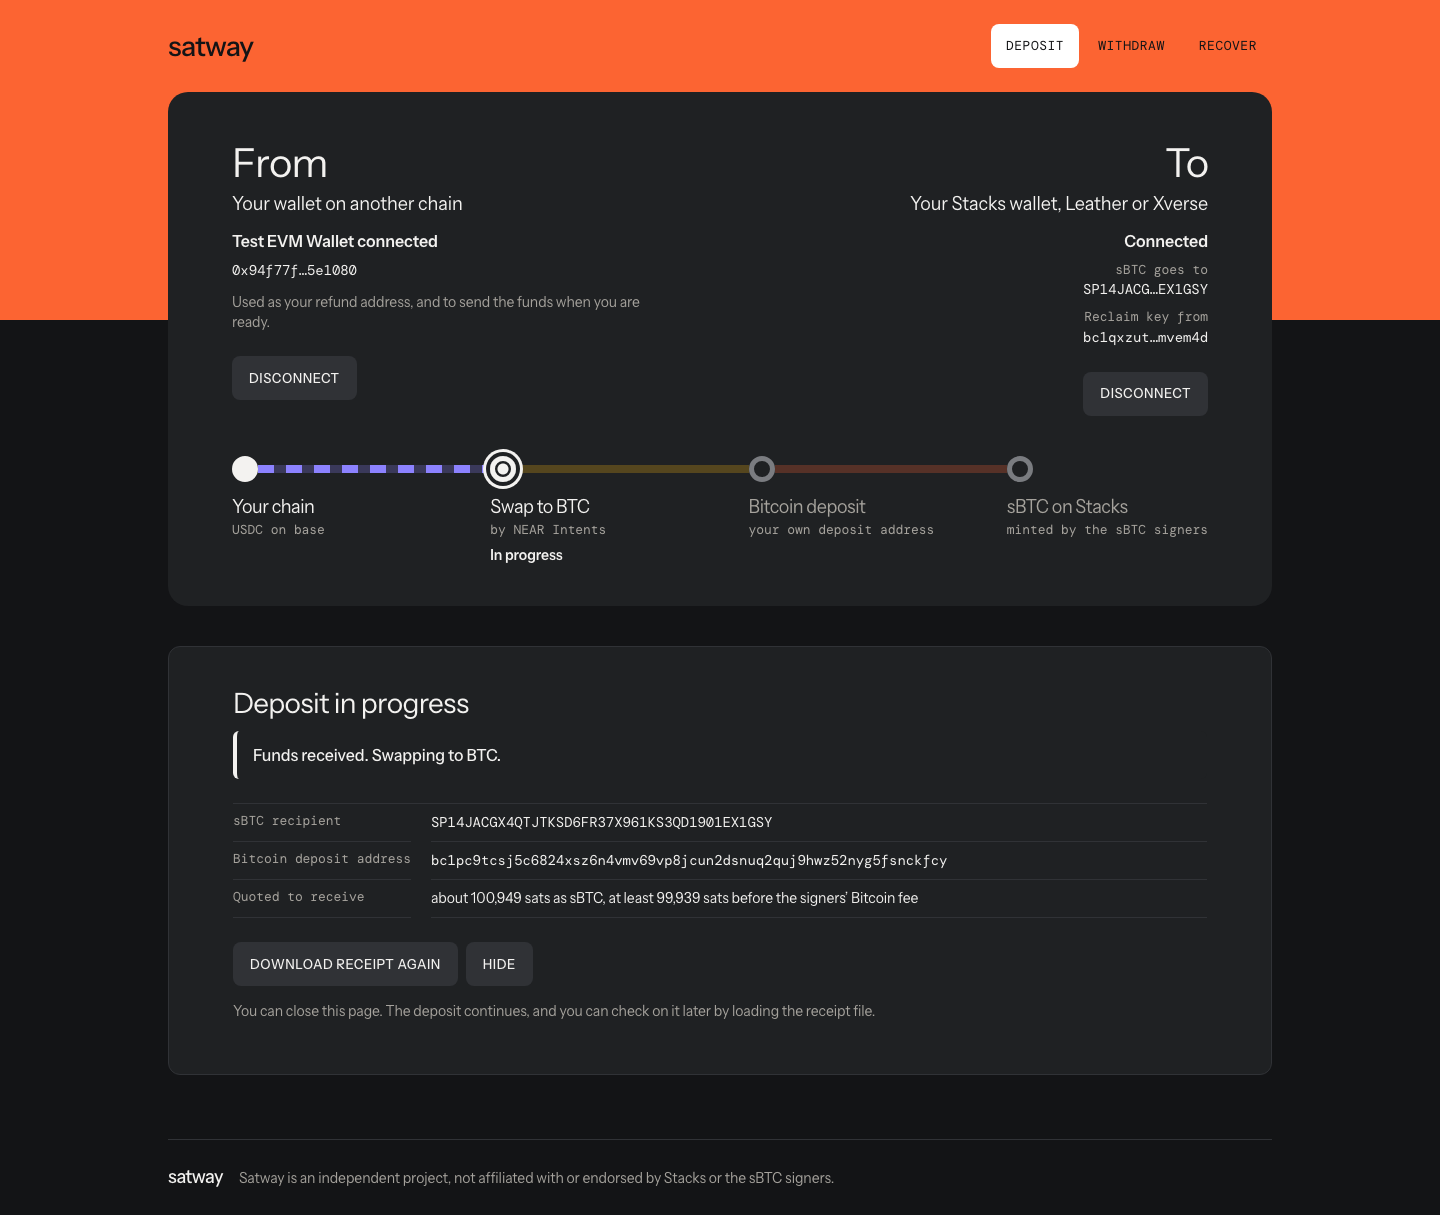 satway
DEPOSIT
WITHDRAW
RECOVER
From
Your wallet on another chain
Test EVM Wallet connected
0x94f77f…5e1080
Used as your refund address, and to send the funds when you are
ready.
DISCONNECT
To
Your Stacks wallet, Leather or Xverse
Connected
sBTC goes to
SP14JACG…EX1GSY
Reclaim key from
bc1qxzut…mvem4d
DISCONNECT
Your chain
USDC on base
Swap to BTC
by NEAR Intents
In progress
Bitcoin deposit
your own deposit address
sBTC on Stacks
minted by the sBTC signers
Deposit in progress
Funds received. Swapping to BTC.
sBTC recipient
SP14JACGX4QTJTKSD6FR37X961KS3QD1901EX1GSY
Bitcoin deposit address
bc1pc9tcsj5c6824xsz6n4vmv69vp8jcun2dsnuq2quj9hwz52nyg5fsnckfcy
Quoted to receive
about 100,949 sats as sBTC, at least 99,939 sats before the signers' Bitcoin fee
DOWNLOAD RECEIPT AGAIN
HIDE
You can close this page. The deposit continues, and you can check on it later by loading the receipt file.
satway
Satway is an independent project, not affiliated with or endorsed by Stacks or the sBTC signers.